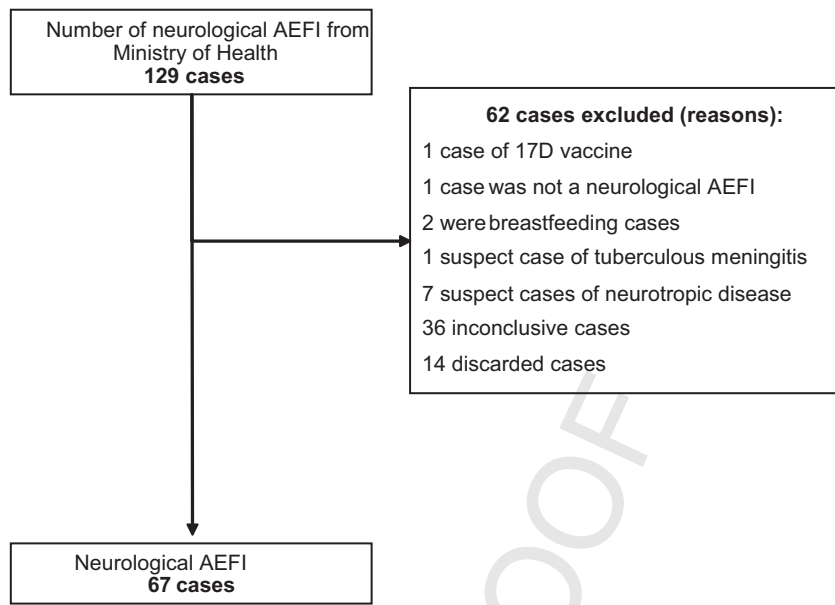 Number of neurological AEFI from
Ministry of Health
129 cases
62 cases excluded (reasons):
1 case of 17D vaccine
1 case was not a neurological AEFI
2 were breastfeeding cases
1 suspect case of tuberculous meningitis
7 suspect cases of neurotropic disease
36 inconclusive cases
14 discarded cases
Neurological AEFI
67 cases
OOF